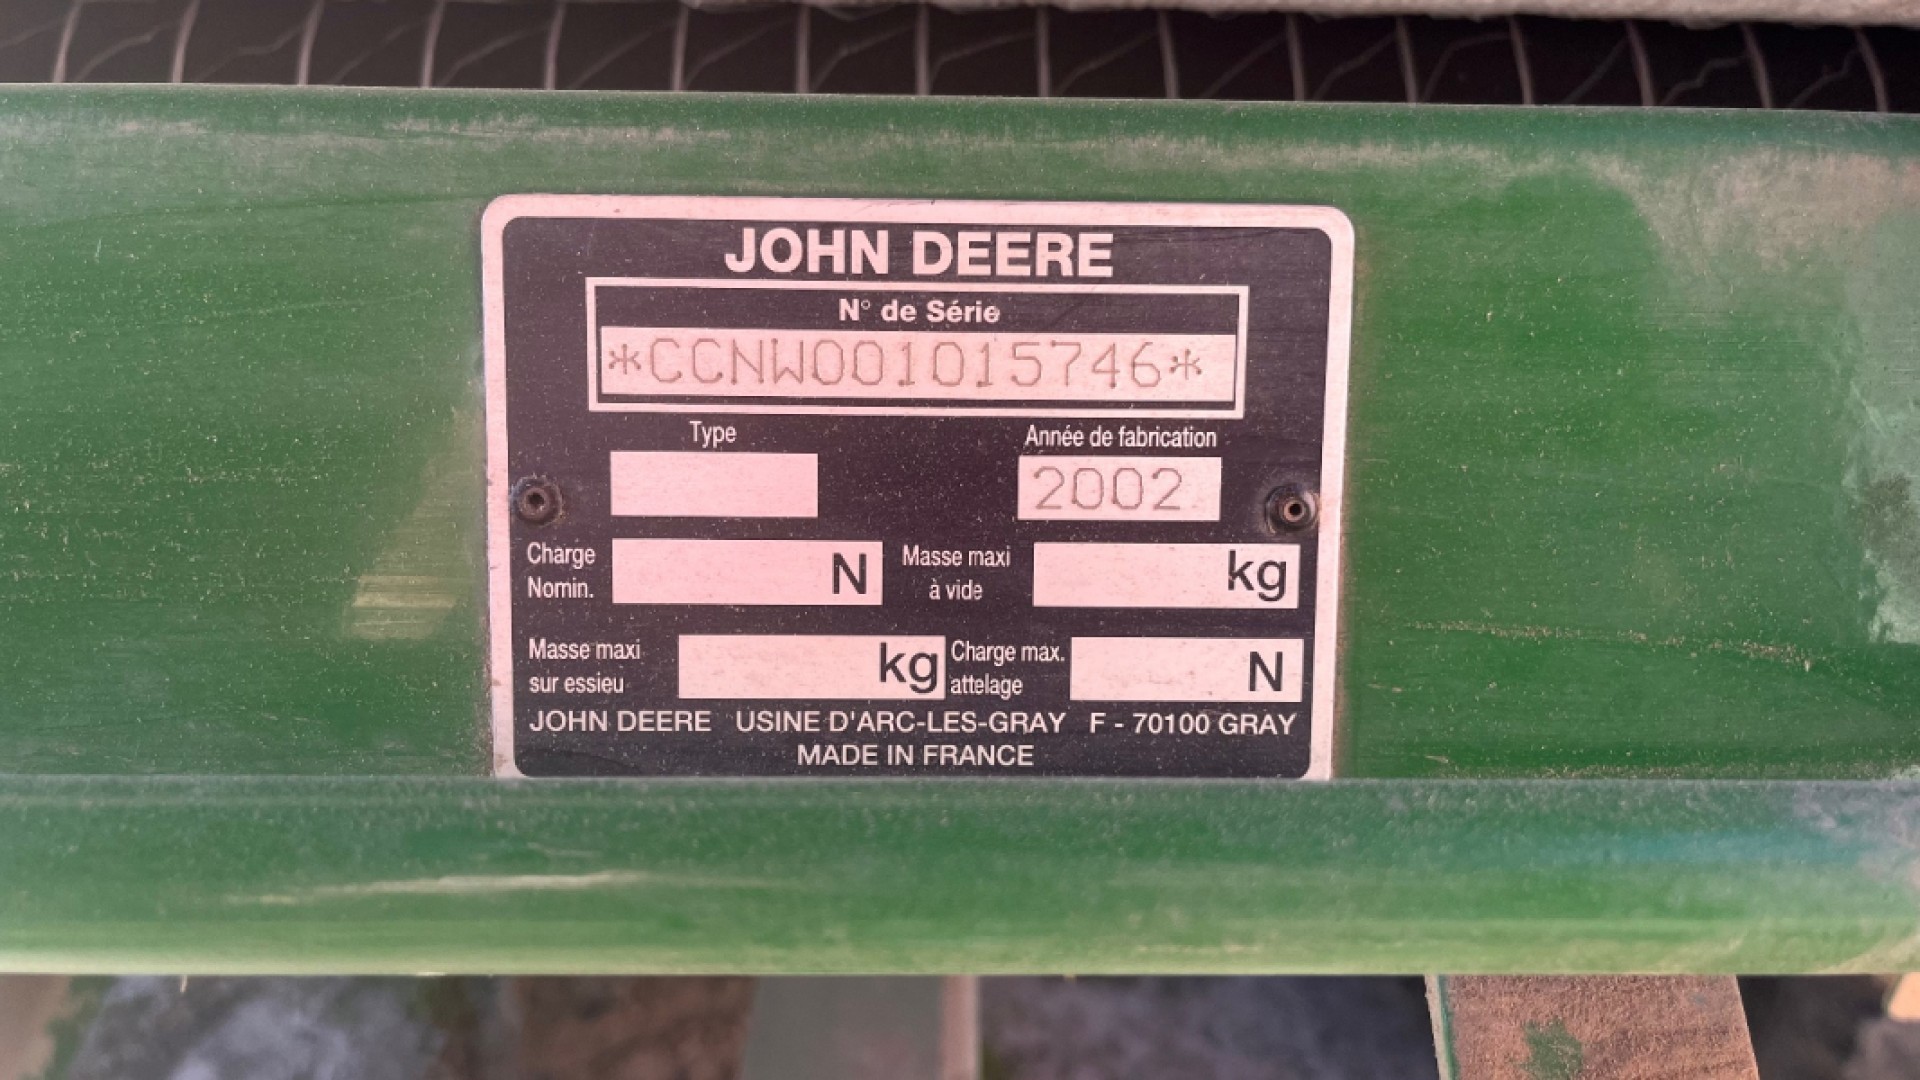 JOHN DEERE
N° de Série
*CCNW001015746*
Type Année de fabrication
2002
Charge Nomin. N Masse maxi à vide kg
Masse maxi sur essieu kg Charge max. attelage N
JOHN DEERE USINE D'ARC-LES-GRAY F - 70100 GRAY
MADE IN FRANCE